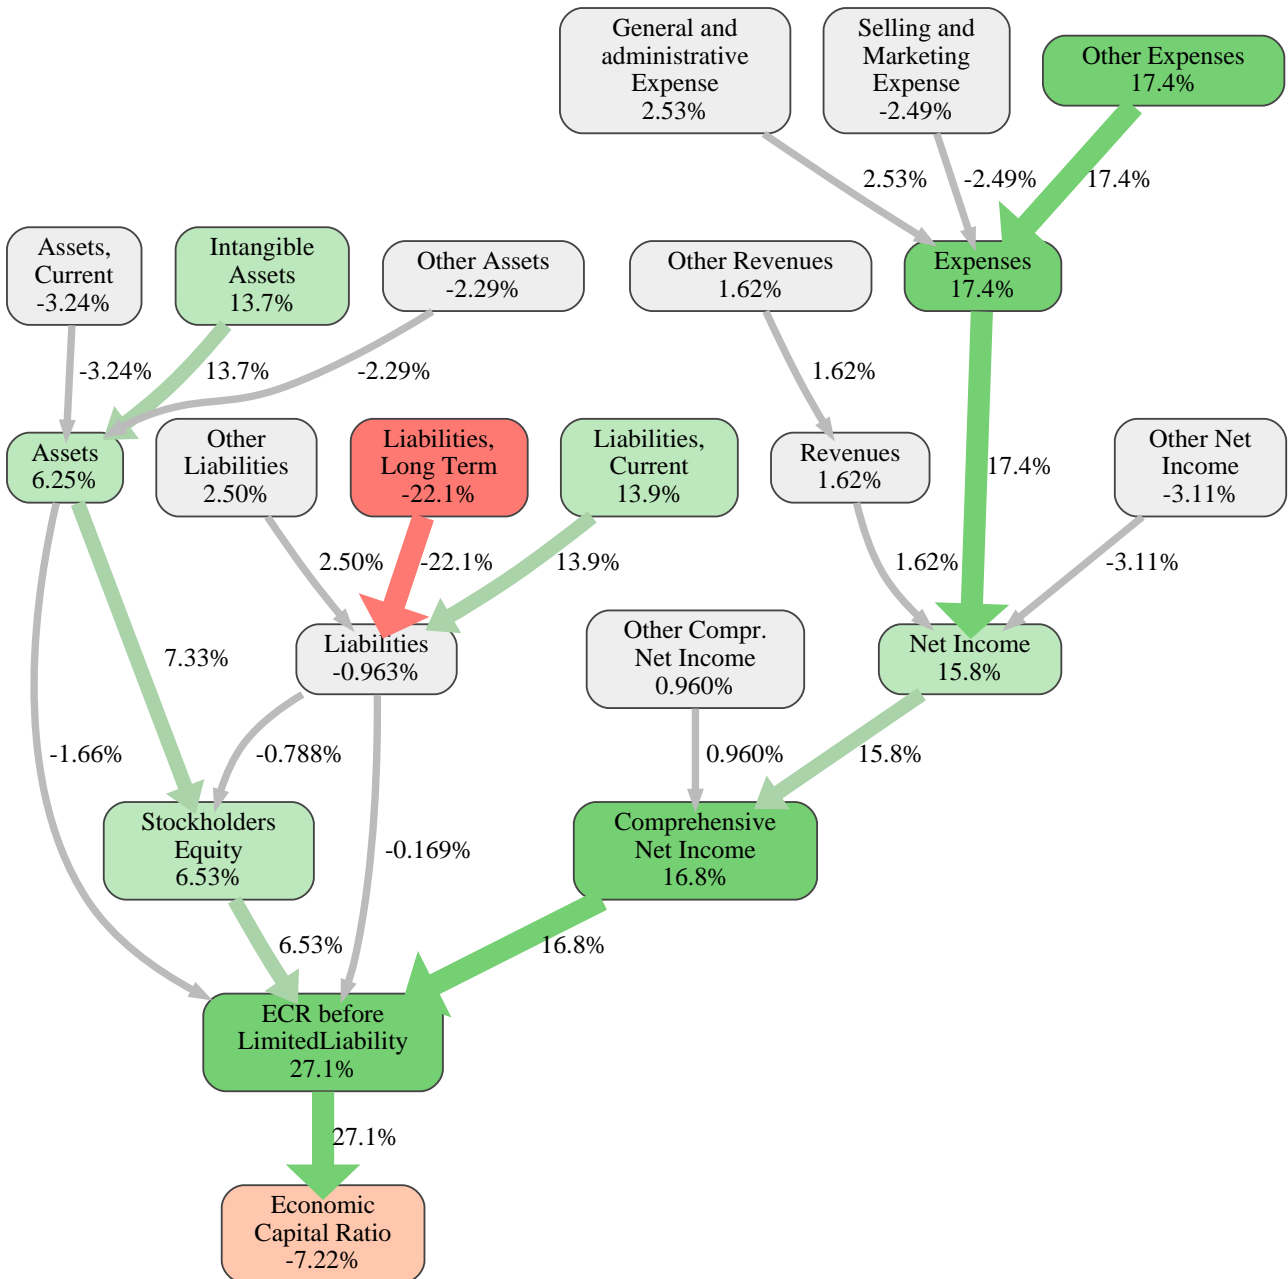 General and
administrative
Expense
2.53%
Selling and
Marketing
Expense
-2.49%
Other Expenses
17.4%
2.53%
-2.49%
17.4%
Assets,
Current
-3.24%
Intangible
Assets
13.7%
Other Assets
-2.29%
Other Revenues
1.62%
Expenses
17.4%
-3.24%
13.7%
-2.29%
1.62%
17.4%
Assets
6.25%
Other
Liabilities
2.50%
Liabilities,
Long Term
-22.1%
Liabilities,
Current
13.9%
Revenues
1.62%
Other Net
Income
-3.11%
2.50%
-22.1%
13.9%
1.62%
-3.11%
7.33%
Liabilities
-0.963%
Other Compr.
Net Income
0.960%
Net Income
15.8%
-1.66%
-0.788%
0.960%
15.8%
Stockholders
Equity
6.53%
-0.169%
Comprehensive
Net Income
16.8%
6.53%
16.8%
ECR before
LimitedLiability
27.1%
27.1%
Economic
Capital Ratio
-7.22%